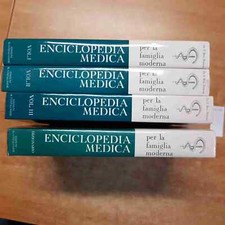 VOL.I
ENCICLOPEDIA
MEDICA
per la
famiglia
moderna
VOL.II
ENCICLOPEDIA
MEDICA
per la
famiglia
moderna
VOL.III
ENCICLOPEDIA
MEDICA
per la
famiglia
moderna
ENCICLOPEDIA
MEDICA
per la
famiglia
moderna